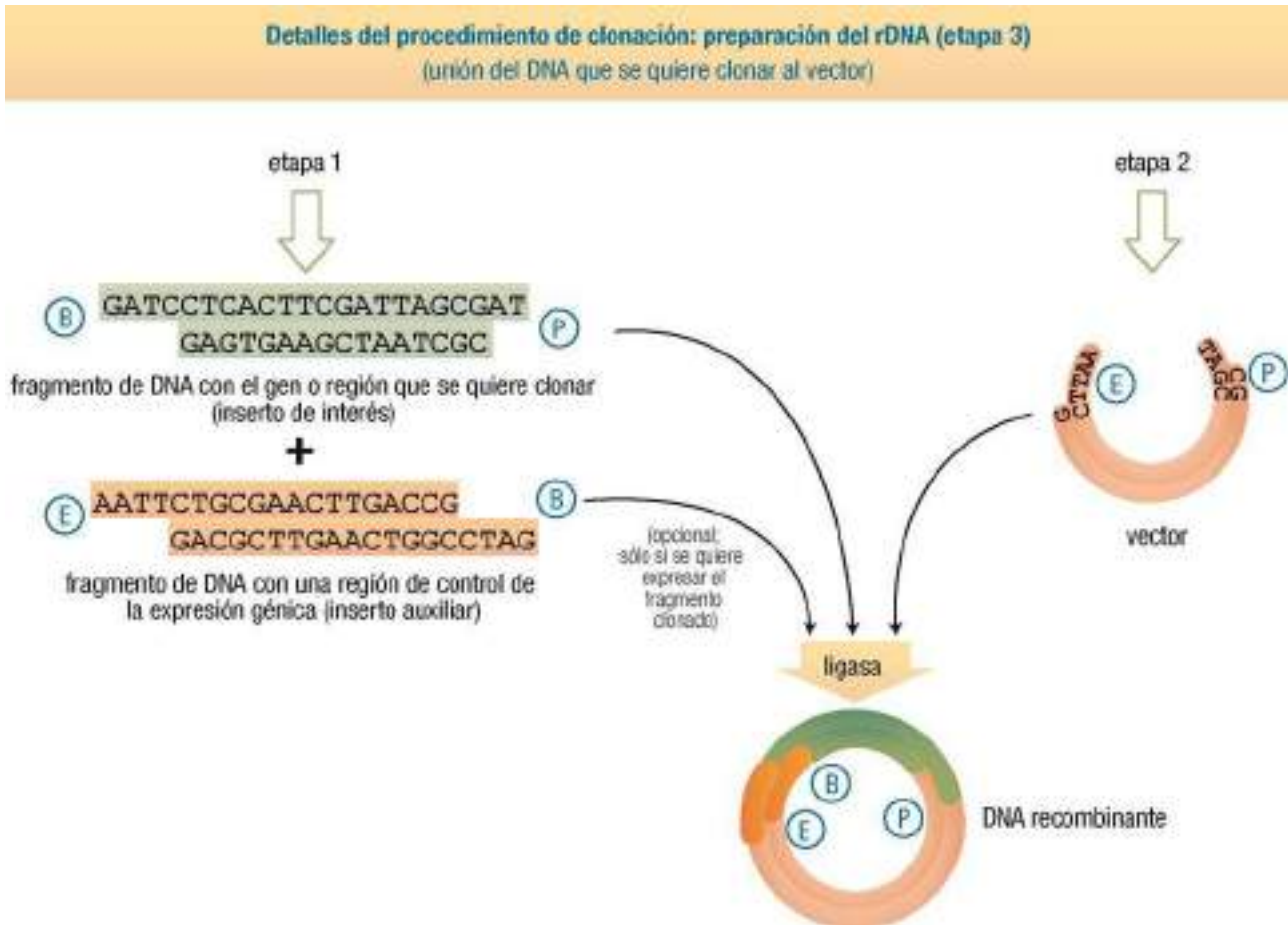 Detalles del procedimiento de clonación: preparación del rDNA (etapa 3)
(unión del DNA que se quiere clonar al vector)
etapa 1
etapa 2
B
GATCCTCACTTCGATTAGCGAT
GAGTGAAGCTAATCGC
P
fragmento de DNA con el gen o región que se quiere clonar
(inserto de interés)
+
E
AATTCTGCGAACTTGACCG
GACGCTTGAACTGGCCTAG
B
fragmento de DNA con una región de control de
la expresión génica (inserto auxiliar)
(opcional;
sólo si se quiere
expresar el
fragmento
clonado)
G
CTTAA
E
TAGC
CG
P
vector
ligasa
B
E
P
DNA recombinante